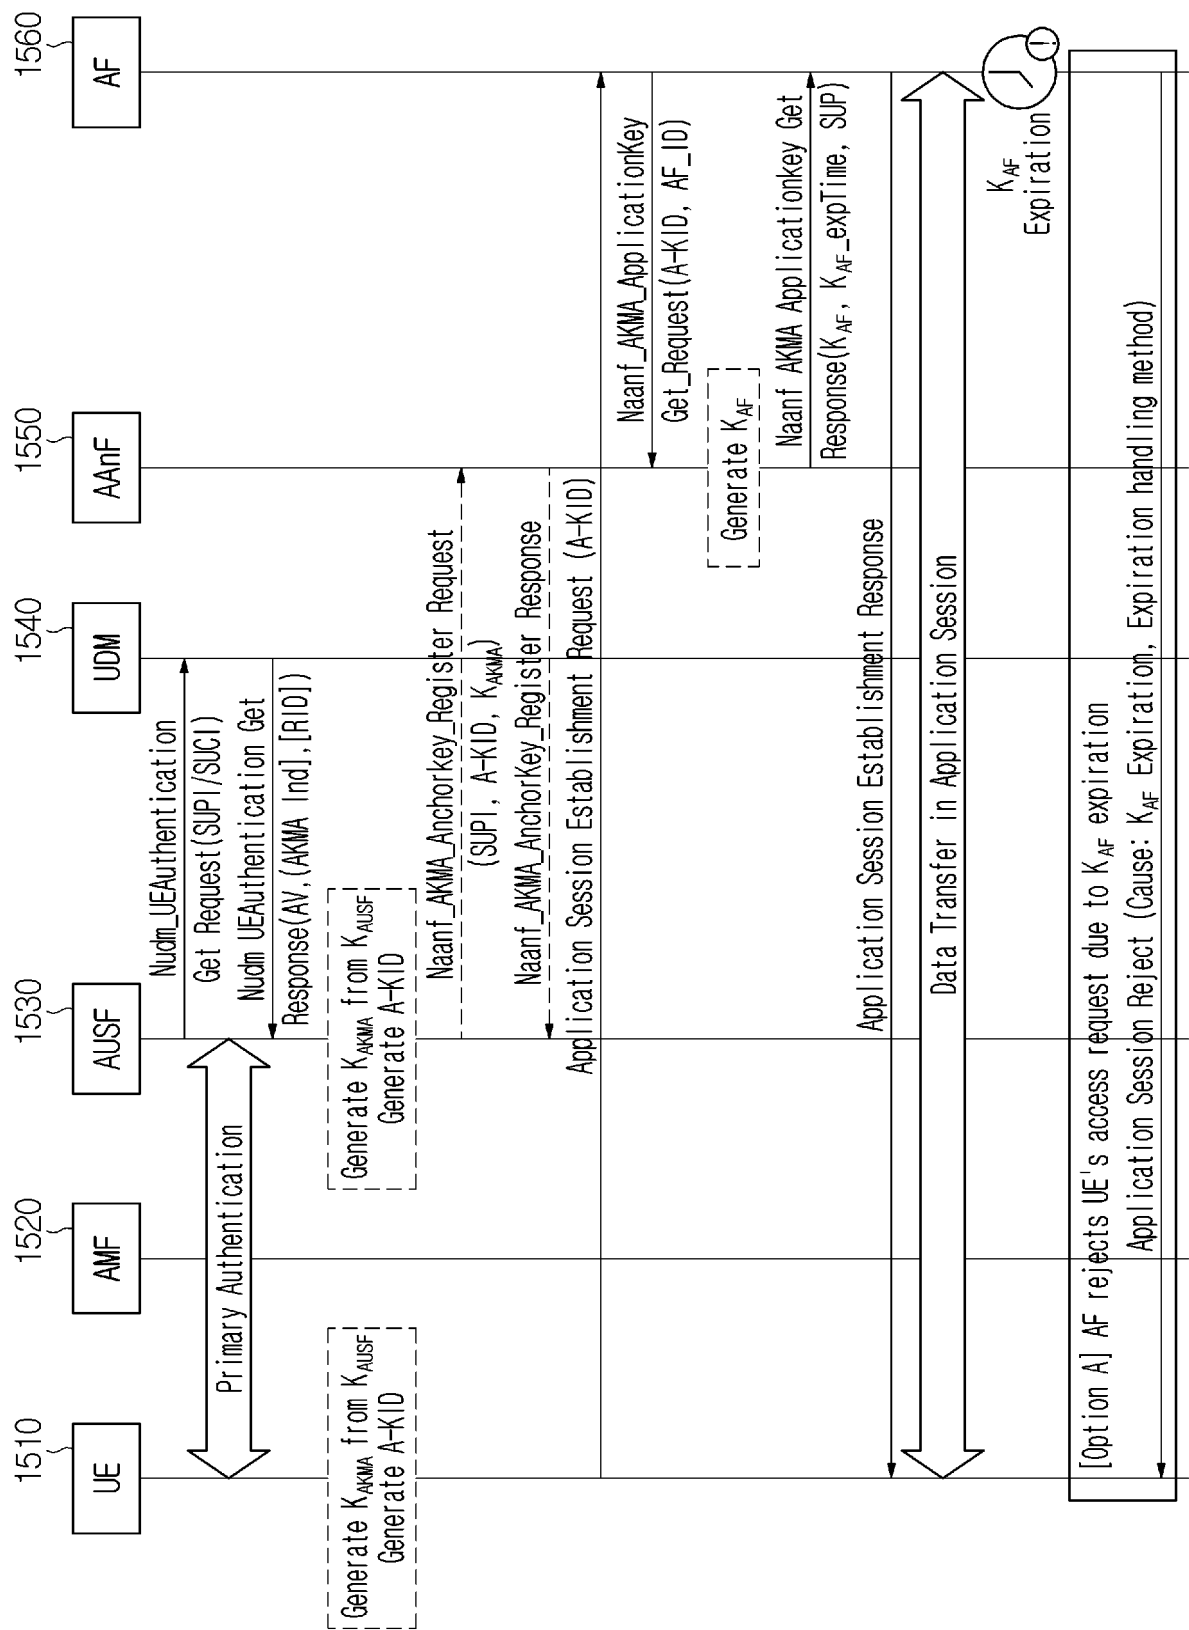 1510
1520
1530
1540
1550
1560
UE
AMF
AUSF
UDM
AAnF
AF
Nudm_UEAuthentication
Get Request(SUPI/SUCI)
Primary Authentication
Nudm UEAuthentication Get
Response(AV,(AKMA Ind],[RID])
Generate KAKMA from KAUSF
Generate A-KID
Generate KAKMA from KAUSF
Generate A-KID
Naanf_AKMA_AnchorKey_Register Request
(SUPI, A-KID, KAKMA)
Naanf_AKMA_AnchorKey_Register Response
Application Session Establishment Request (A-KID)
Naanf_AKMA_ApplicationKey
Get_Request(A-KID, AF_ID)
Generate KAF
Naanf AKMA ApplicationKey Get
Response(KAF, KAF_expTime, SUP)
Application Session Establishment Response
Data Transfer in Application Session
KAF
Expiration
[Option A] AF rejects UE's access request due to KAF expiration
Application Session Reject (Cause: KAF Expiration, Expiration handling method)